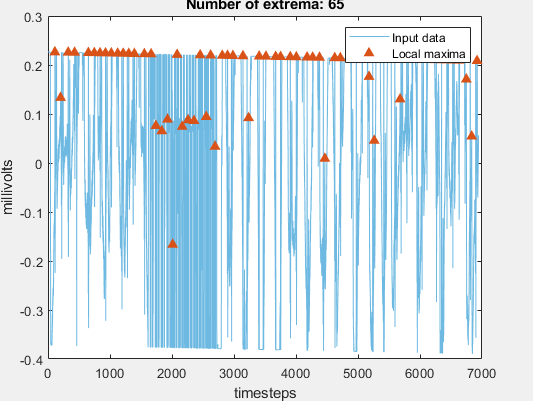 Number of extrema: 65
0.3
0.2
0.1
0
-0.1
-0.2
-0.3
-0.4
millivolts
Input data
Local maxima
0 1000 2000 3000 4000 5000 6000 7000
timesteps